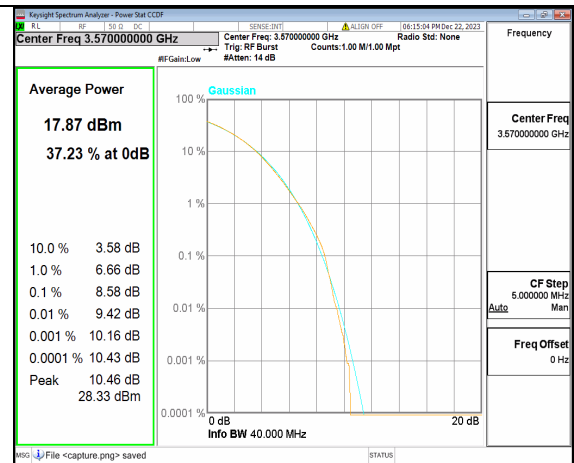 Keysight Spectrum Analyzer - Power Stat CCDF
RL RF 50 Ω DC SENSE:INT ALIGN OFF 06:15:04 PM Dec 22, 2023
Center Freq 3.570000000 GHz
Center Freq: 3.570000000 GHz Radio Std: None
Trig: RF Burst Counts:1.00 M/1.00 Mpt
#IFGain:Low #Atten: 14 dB
Frequency
Average Power
17.87 dBm
37.23 % at 0dB
10.0 % 3.58 dB
1.0 % 6.66 dB
0.1 % 8.58 dB
0.01 % 9.42 dB
0.001 % 10.16 dB
0.0001 % 10.43 dB
Peak 10.46 dB
28.33 dBm
Gaussian
100 %
10 %
1 %
0.1 %
0.01 %
0.001 %
0.0001 %
0 dB 20 dB
Info BW 40.000 MHz
Center Freq
3.570000000 GHz
CF Step
5.000000 MHz
Auto Man
Freq Offset
0 Hz
MSG File <capture.png> saved STATUS